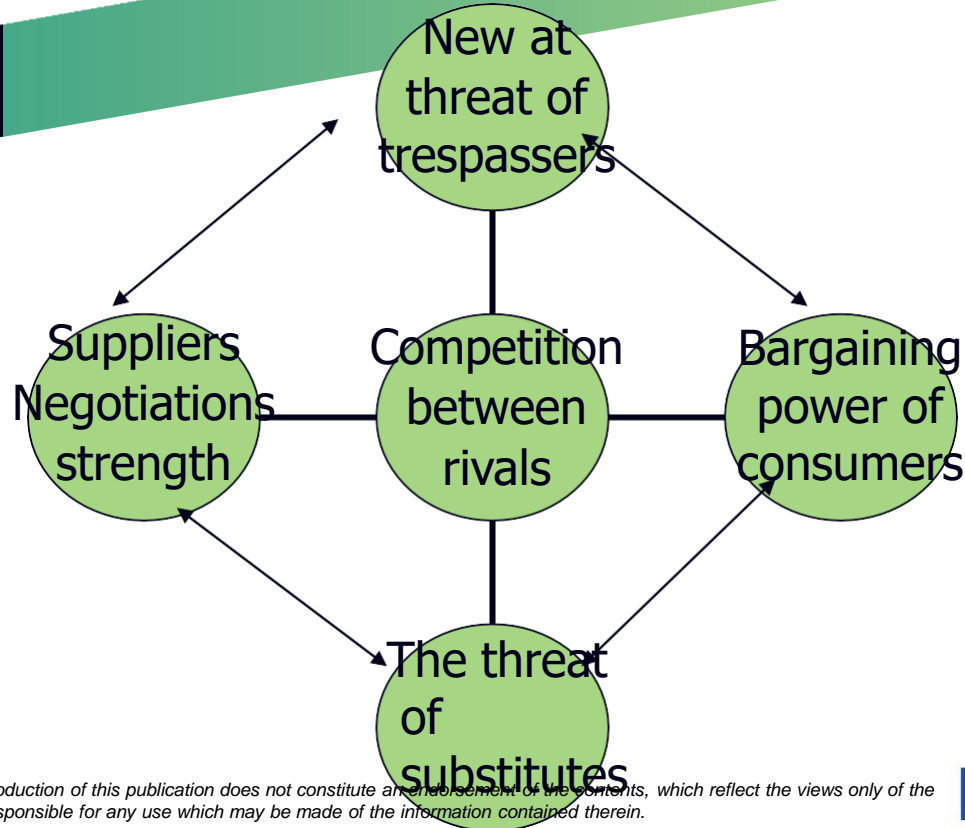 New at
threat of
trespassers
Suppliers
Negotiations
strength
Competition
between
rivals
Bargaining
power of
consumers
The threat
of
substitutes
oduction of this publication does not constitute an endorsement of the contents, which reflect the views only of the
sponsible for any use which may be made of the information contained therein.